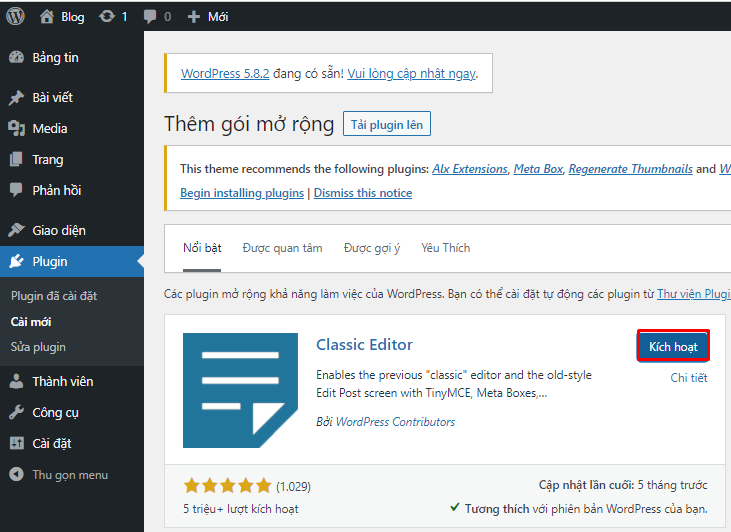 Blog 1 0 Mới
Bảng tin
Bài viết
Media
Trang
Phản hồi
Giao diện
Plugin
Plugin đã cài đặt
Cài mới
Sửa plugin
Thành viên
Công cụ
Cài đặt
Thu gọn menu
WordPress 5.8.2 đang có sẵn! Vui lòng cập nhật ngay.
Thêm gói mở rộng Tải plugin lên
This theme recommends the following plugins: Alx Extensions, Meta Box, Regenerate Thumbnails and W
Begin installing plugins | Dismiss this notice
Nổi bật Được quan tâm Được gợi ý Yêu Thích
Các plugin mở rộng khả năng làm việc của WordPress. Bạn có thể cài đặt tự động các plugin từ Thư viện Plugi
Classic Editor Kích hoạt
Enables the previous "classic" editor and the old-style Chi tiết
Edit Post screen with TinyMCE, Meta Boxes,...
Bởi WordPress Contributors
(1.029) Cập nhật lần cuối: 5 tháng trước
5 triệu+ lượt kích hoạt ✓ Tương thích với phiên bản WordPress của bạn.